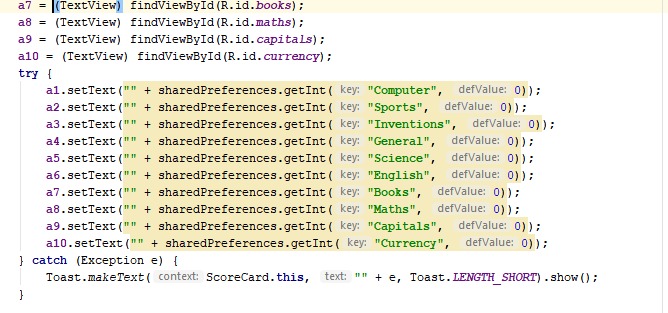 a7 = (TextView) findViewById(R.id.books);
a8 = (TextView) findViewById(R.id.maths);
a9 = (TextView) findViewById(R.id.capitals);
a10 = (TextView) findViewById(R.id.currency);
try {
a1.setText("" + sharedPreferences.getInt( key: "Computer", defValue: 0));
a2.setText("" + sharedPreferences.getInt( key: "Sports", defValue: 0));
a3.setText("" + sharedPreferences.getInt( key: "Inventions", defValue: 0));
a4.setText("" + sharedPreferences.getInt( key: "General", defValue: 0));
a5.setText("" + sharedPreferences.getInt( key: "Science", defValue: 0));
a6.setText("" + sharedPreferences.getInt( key: "English", defValue: 0));
a7.setText("" + sharedPreferences.getInt( key: "Books", defValue: 0));
a8.setText("" + sharedPreferences.getInt( key: "Maths", defValue: 0));
a9.setText("" + sharedPreferences.getInt( key: "Capitals", defValue: 0));
a10.setText("" + sharedPreferences.getInt( key: "Currency", defValue: 0));
} catch (Exception e) {
Toast.makeText( context: ScoreCard.this, text: "" + e, Toast.LENGTH_SHORT).show();
}